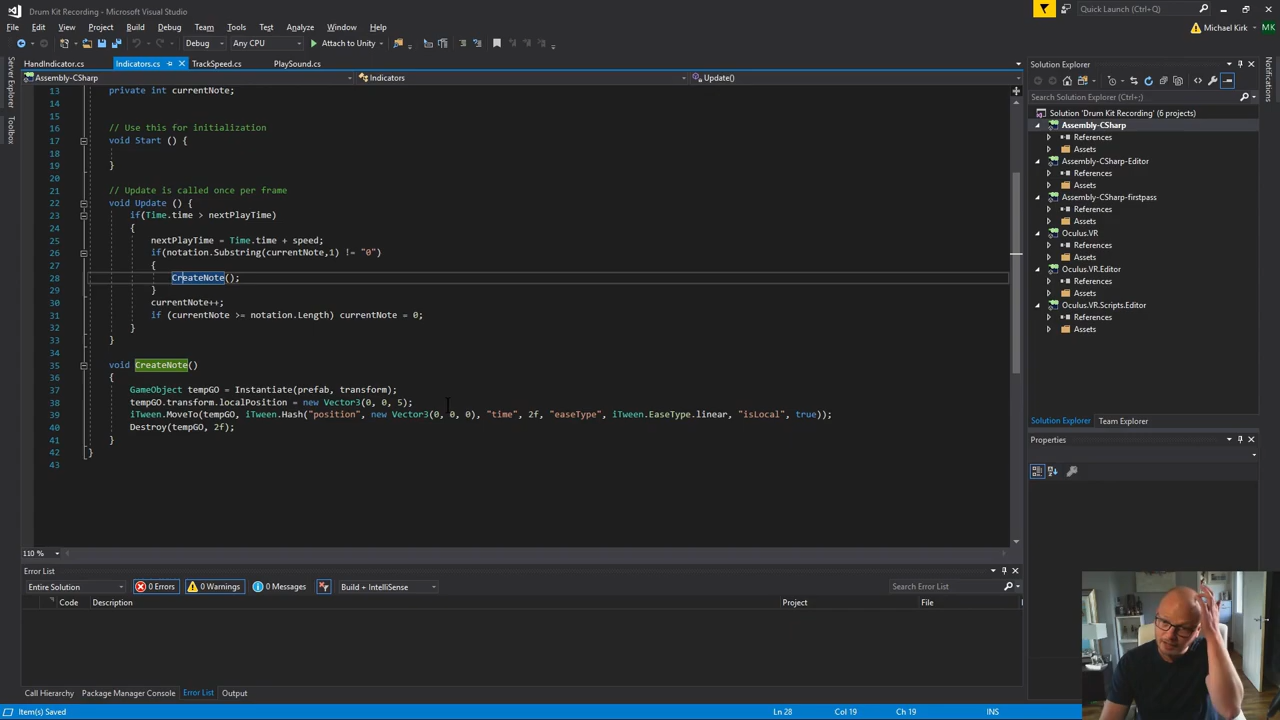 Drum Kit Recording - Microsoft Visual Studio
Quick Launch (Ctrl+Q)
File Edit View Project Build Debug Team Tools Test Analyze Window Help
Michael Kirk MK
Debug Any CPU Attach to Unity
HandIndicator.cs Indicators.cs TrackSpeed.cs PlaySound.cs
Assembly-CSharp Indicators Update()
Server Explorer
Toolbox
13 private int currentNote;
14
15
16 // Use this for initialization
17 void Start () {
18
19 }
20
21 // Update is called once per frame
22 void Update () {
23 if(Time.time > nextPlayTime)
24 {
25 nextPlayTime = Time.time + speed;
26 if(notation.Substring(currentNote,1) != "0")
27 {
28 CreateNote();
29 }
30 currentNote++;
31 if (currentNote >= notation.Length) currentNote = 0;
32 }
33 }
34
35 void CreateNote()
36 {
37 GameObject tempGO = Instantiate(prefab, transform);
38 tempGO.transform.localPosition = new Vector3(0, 0, 5);
39 iTween.MoveTo(tempGO, iTween.Hash("position", new Vector3(0, 0, 0), "time", 2f, "easeType", iTween.EaseType.linear, "isLocal", true));
40 Destroy(tempGO, 2f);
41 }
42 }
43
110 %
Solution Explorer
Search Solution Explorer (Ctrl+;)
Solution 'Drum Kit Recording' (6 projects)
Assembly-CSharp
References
Assets
Assembly-CSharp-Editor
References
Assets
Assembly-CSharp-firstpass
References
Assets
Oculus.VR
References
Assets
Oculus.VR.Editor
References
Assets
Oculus.VR.Scripts.Editor
References
Assets
Solution Explorer Team Explorer
Properties
Notifications
Error List
Entire Solution 0 Errors 0 Warnings 0 Messages Build + IntelliSense Search Error List
Code Description Project File
Call Hierarchy Package Manager Console Error List Output
Item(s) Saved Ln 28 Col 19 Ch 19 INS